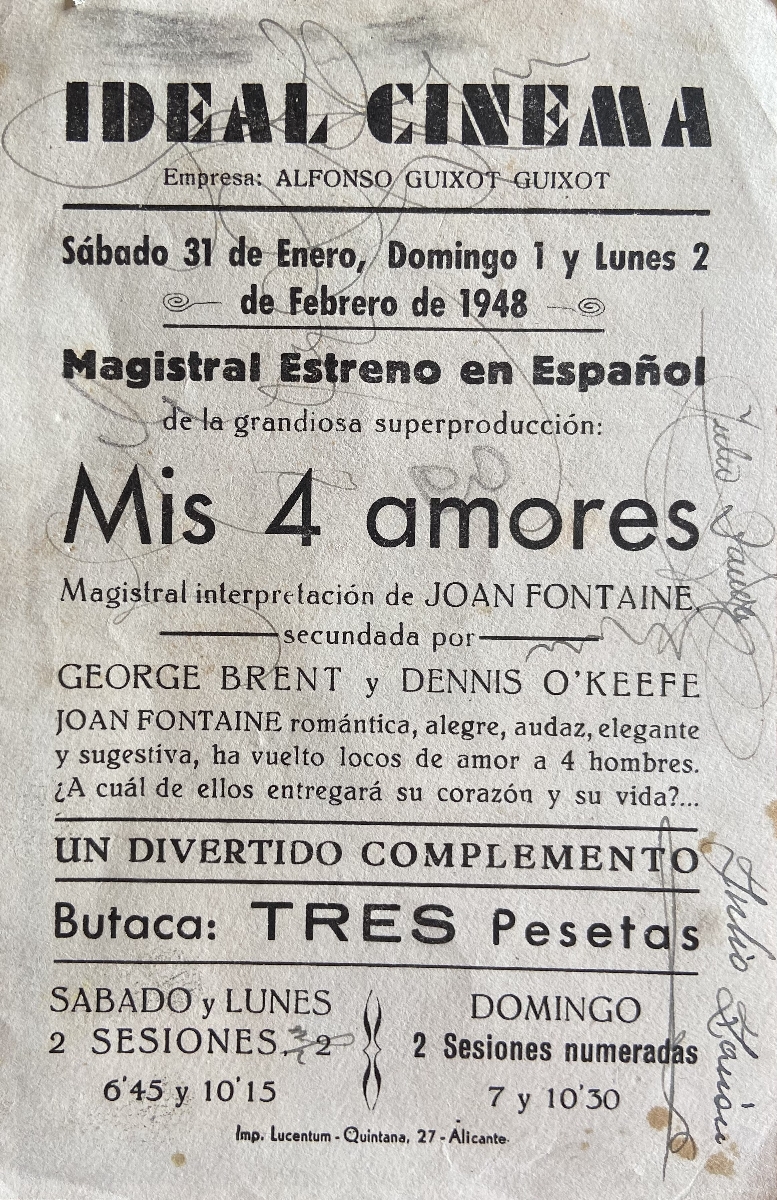 IDEAL CINEMA
Empresa: ALFONSO GUIXOT GUIXOT
Sábado 31 de Enero, Domingo 1 y Lunes 2
de Febrero de 1948
Magistral Estreno en Español
de la grandiosa superproducción:
Mis 4 amores
Magistral interpretación de JOAN FONTAINE,
secundada por
GEORGE BRENT y DENNIS O'KEEFE
JOAN FONTAINE romántica, alegre, audaz, elegante
y sugestiva, ha vuelto locos de amor a 4 hombres.
¿A cuál de ellos entregará su corazón y su vida?...
UN DIVERTIDO COMPLEMENTO
Butaca: TRES Pesetas
SABADO y LUNES
2 SESIONES. 2
6'45 y 10'15
DOMINGO
2 Sesiones numeradas
7 y 10'30
Imp. Lucentum - Quintana, 27 - Alicante